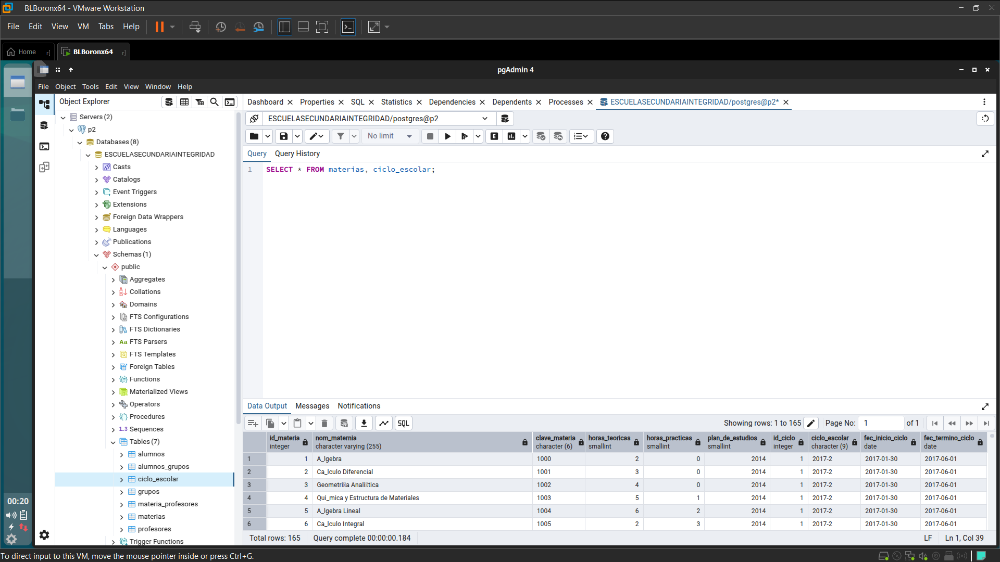 BLBoronx64 - VMware Workstation
File Edit View VM Tabs Help
Home
BLBoronx64
pgAdmin 4
File Object Tools Edit View Window Help
Object Explorer
Dashboard Properties SQL Statistics Dependencies Dependents Processes ESCUELASECUNDARIAINTEGRIDAD/postgres@p2*
Servers (2)
p2
Databases (8)
ESCUELASECUNDARIAINTEGRIDAD
Casts
Catalogs
Event Triggers
Extensions
Foreign Data Wrappers
Languages
Publications
Schemas (1)
public
Aggregates
Collations
Domains
FTS Configurations
FTS Dictionaries
Aa FTS Parsers
FTS Templates
Foreign Tables
Functions
Materialized Views
Operators
Procedures
1..3 Sequences
Tables (7)
alumnos
alumnos_grupos
ciclo_escolar
grupos
materia_profesores
materias
profesores
Trigger Functions
00:20
ESCUELASECUNDARIAINTEGRIDAD/postgres@p2
No limit
E
Query Query History
1 SELECT * FROM materias, ciclo_escolar;
Data Output Messages Notifications
SQL
Showing rows: 1 to 165 Page No: 1 of 1
id_materia integer nom_maternia character varying (255) clave_materia character (6) horas_teoricas smallint horas_practicas smallint plan_de_estudios smallint id_ciclo integer ciclo_escolar character (9) fec_inicio_ciclo date fec_termino_ciclo date
1 1 A_lgebra 1000 2 0 2014 1 2017-2 2017-01-30 2017-06-01
2 2 Ca_lculo Diferencial 1001 3 0 2014 1 2017-2 2017-01-30 2017-06-01
3 3 Geometri▯a Anali▯tica 1002 4 0 2014 1 2017-2 2017-01-30 2017-06-01
4 4 Qui_mica y Estructura de Materiales 1003 5 1 2014 1 2017-2 2017-01-30 2017-06-01
5 5 A_lgebra Lineal 1004 6 2 2014 1 2017-2 2017-01-30 2017-06-01
6 6 Ca_lculo Integral 1005 2 3 2014 1 2017-2 2017-01-30 2017-06-01
Total rows: 165 Query complete 00:00:00.184 LF Ln 1, Col 39
To direct input to this VM, move the mouse pointer inside or press Ctrl+G.